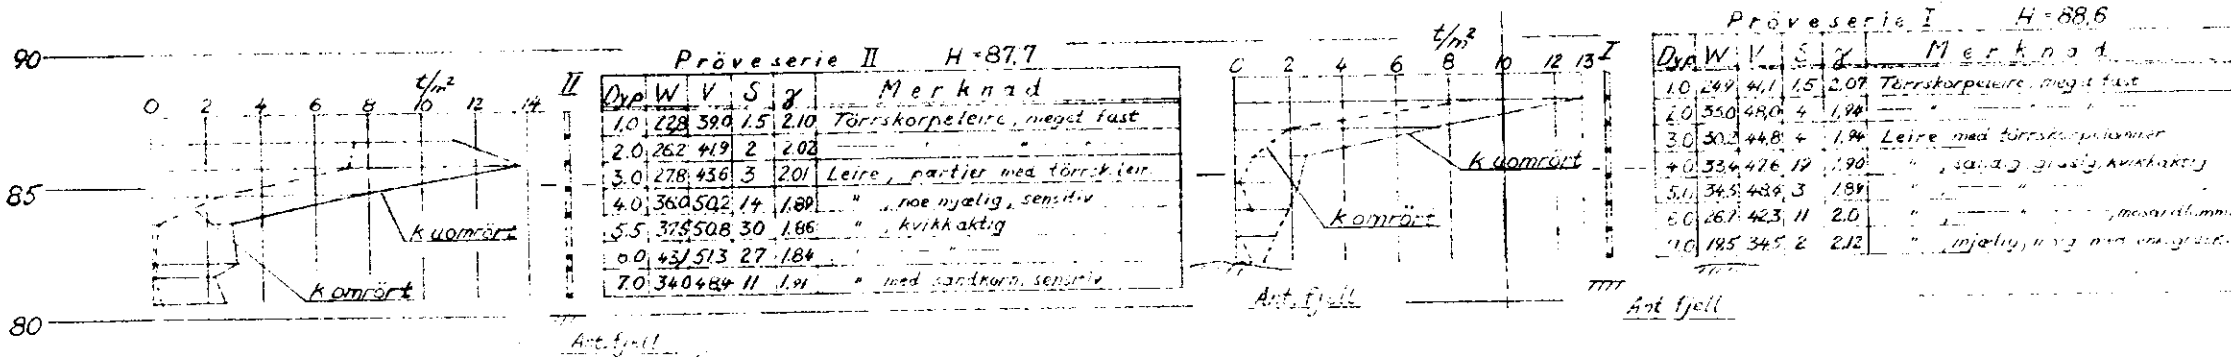 90
85
80
t/m²
0 2 4 6 8 10 12 14
k uomrört
k omrört
II
Pröveserie II H=87,7
Dyp W V S γ Merknad
1.0 22.8 39.0 1.5 2.10 Törrskorpeleire, meget fast
2.0 26.2 41.9 2 2.02 " "
3.0 27.8 43.6 3 2.01 Leire, partier med
4.0 36.0 50.2 14 1.89 " , noe mjælig, sensitiv
5.5 37.5 50.8 30 1.86 " , kvikkaktig
6.0 43.1 51.3 27 1.84 "
7.0 34.0 48.4 11 1.91 " med sandkorn, sensitiv
Ant. fjell
t/m²
0 2 4 6 8 10 12 13
k uomrört
k omrört
Ant. fjell
I
Pröveserie I H=88,6
Dyp W V S γ Merknad
1.0 24.9 41.1 1.5 2.07 Törrskorpeleire, meget fast
2.0 35.0 48.0 4 1.94 " "
3.0 30.2 44.8 4 1.94 Leire med
4.0 33.4 47.6 19 1.90 " , sandig, grusig, kvikkaktig
5.1 34.5 48.4 3 1.89 " , "
6.0 26.7 42.3 11 2.0 " , "
19.5 34.5 2 2.12 " , mjælig,
Ant fjell